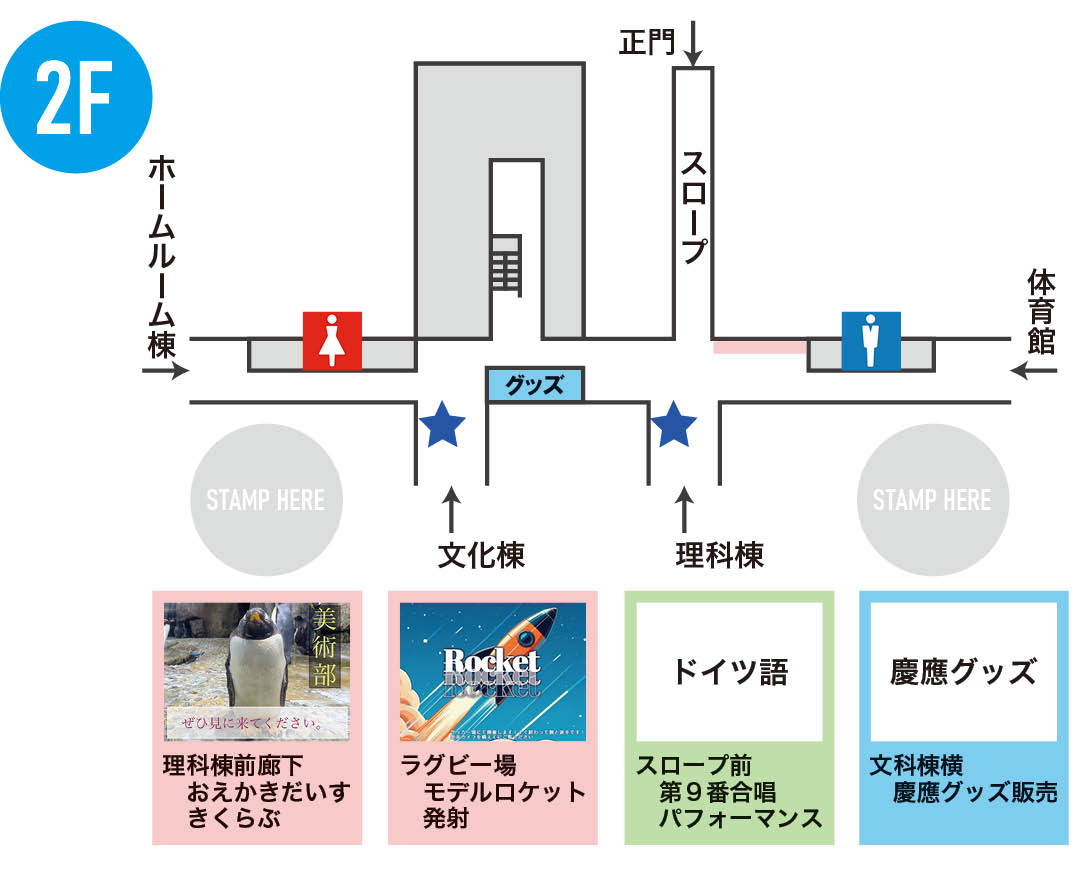 2F
正門
スロープ
ホームルーム棟
体育館
グッズ
STAMP HERE
STAMP HERE
文化棟
理科棟
美術部
ぜひ見に来てください。
理科棟前廊下
おえかきだいす
きくらぶ
Rocket
Rocket
Rocket
ラグビー場
モデルロケット
発射
ドイツ語
スロープ前
第９番合唱
パフォーマンス
慶應グッズ
文科棟横
慶應グッズ販売